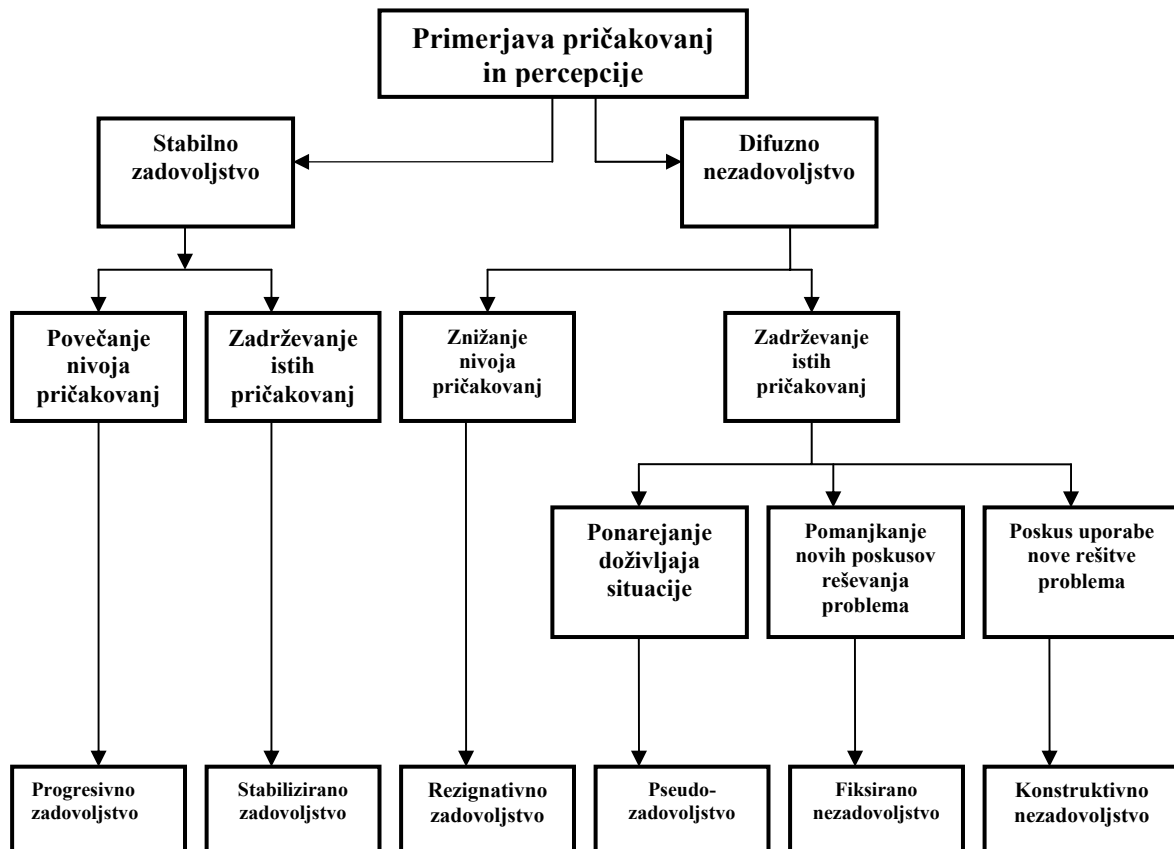 Primerjava pričakovanj
in percepcije
Stabilno
zadovoljstvo
Difuzno
nezadovoljstvo
Povečanje
nivoja
pričakovanj
Zadrževanje
istih
pričakovanj
Znižanje
nivoja
pričakovanj
Zadrževanje
istih
pričakovanj
Ponarejanje
doživljaja
situacije
Pomanjkanje
novih poskusov
reševanja
problema
Poskus uporabe
nove rešitve
problema
Progresivno
zadovoljstvo
Stabilizirano
zadovoljstvo
Rezignativno
zadovoljstvo
Pseudo-
zadovoljstvo
Fiksirano
nezadovoljstvo
Konstruktivno
nezadovoljstvo